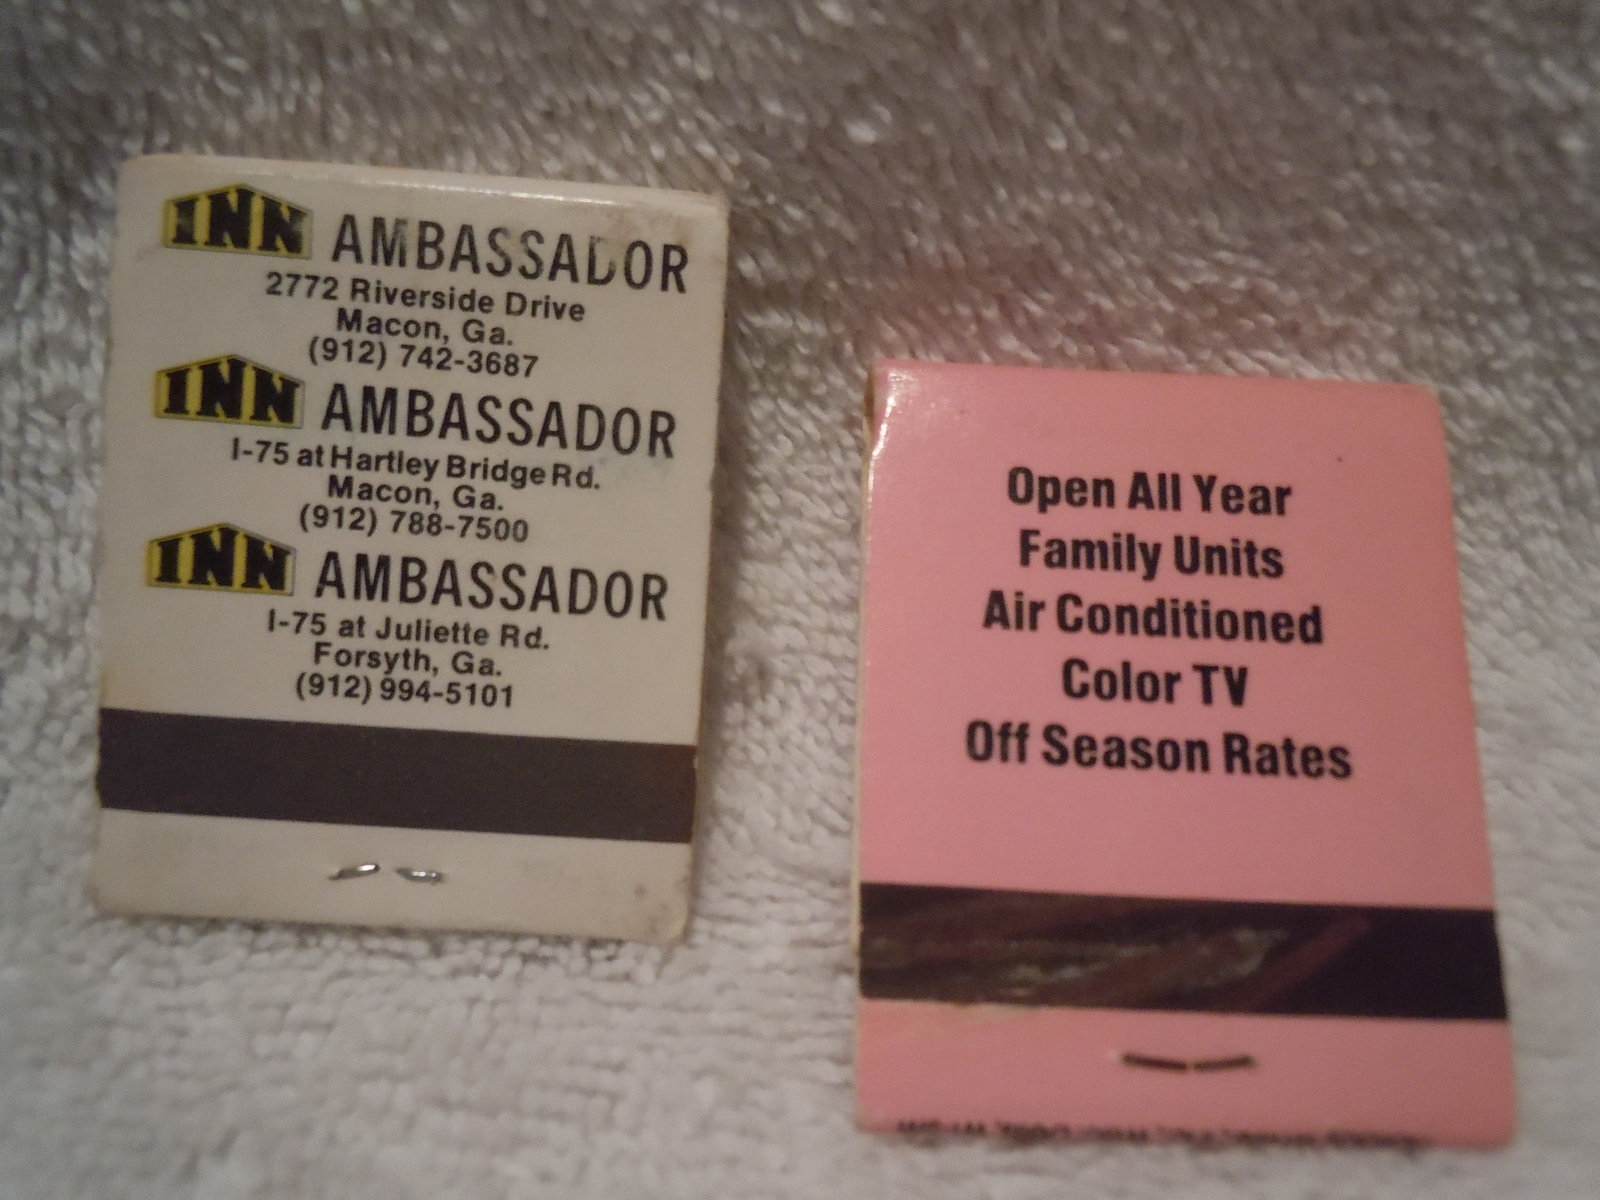 INN AMBASSADOR
2772 Riverside Drive
Macon, Ga.
(912) 742-3687
INN AMBASSADOR
I-75 at Hartley Bridge Rd.
Macon, Ga.
(912) 788-7500
INN AMBASSADOR
I-75 at Juliette Rd.
Forsyth, Ga.
(912) 994-5101
Open All Year
Family Units
Air Conditioned
Color TV
Off Season Rates